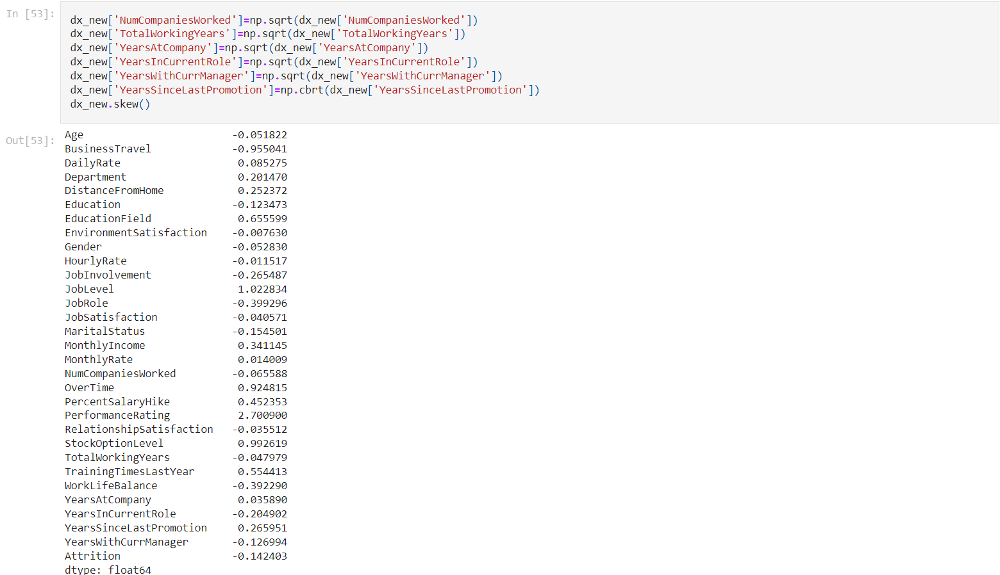 In [53]:
dx_new['NumCompaniesWorked']=np.sqrt(dx_new['NumCompaniesWorked'])
dx_new['TotalWorkingYears']=np.sqrt(dx_new['TotalWorkingYears'])
dx_new['YearsAtCompany']=np.sqrt(dx_new['YearsAtCompany'])
dx_new['YearsInCurrentRole']=np.sqrt(dx_new['YearsInCurrentRole'])
dx_new['YearsWithCurrManager']=np.sqrt(dx_new['YearsWithCurrManager'])
dx_new['YearsSinceLastPromotion']=np.cbrt(dx_new['YearsSinceLastPromotion'])
dx_new.skew()
Out[53]:
Age -0.051822
BusinessTravel -0.955041
DailyRate 0.085275
Department 0.201470
DistanceFromHome 0.252372
Education -0.123473
EducationField 0.655599
EnvironmentSatisfaction -0.007630
Gender -0.052830
HourlyRate -0.011517
JobInvolvement -0.265487
JobLevel 1.022834
JobRole -0.399296
JobSatisfaction -0.040571
MaritalStatus -0.154501
MonthlyIncome 0.341145
MonthlyRate 0.014009
NumCompaniesWorked -0.065588
OverTime 0.924815
PercentSalaryHike 0.452353
PerformanceRating 2.700900
RelationshipSatisfaction -0.035512
StockOptionLevel 0.992619
TotalWorkingYears -0.047979
TrainingTimesLastYear 0.554413
WorkLifeBalance -0.392290
YearsAtCompany 0.035890
YearsInCurrentRole -0.204902
YearsSinceLastPromotion 0.265951
YearsWithCurrManager -0.126994
Attrition -0.142403
dtype: float64